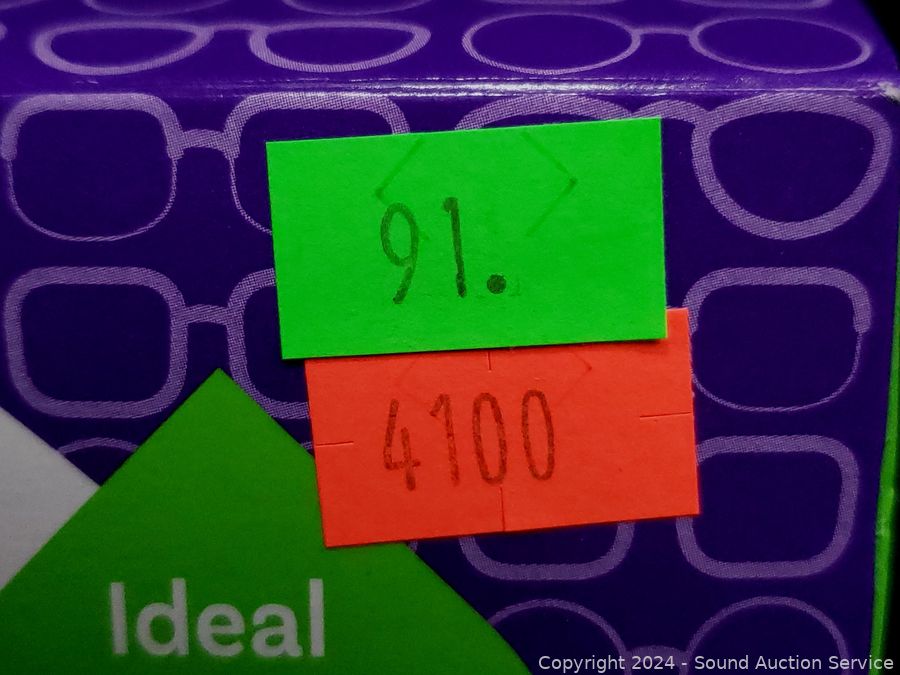 91.
4100
Ideal
Copyright 2024 - Sound Auction Service